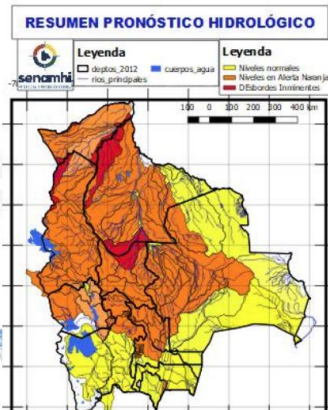 RESUMEN PRONÓSTICO HIDROLÓGICO
senamhi
Leyenda
deptos_2012
rios_principales
cuerpos_agua
Leyenda
Niveles normales
Niveles en Alerta Naranja
DEsbordes Inminentes
100 0 100 200 300 400 km